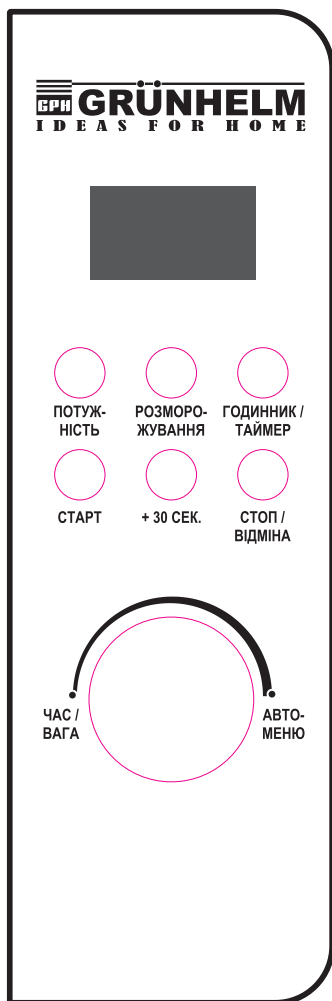 GPH GRÜNHELM
IDEAS FOR HOME
ПОТУЖ- РОЗМОРО- ГОДИННИК /
НІСТЬ ЖУВАННЯ ТАЙМЕР
СТАРТ + 30 СЕК. СТОП /
ВІДМІНА
ЧАС / АВТО-
ВАГА МЕНЮ